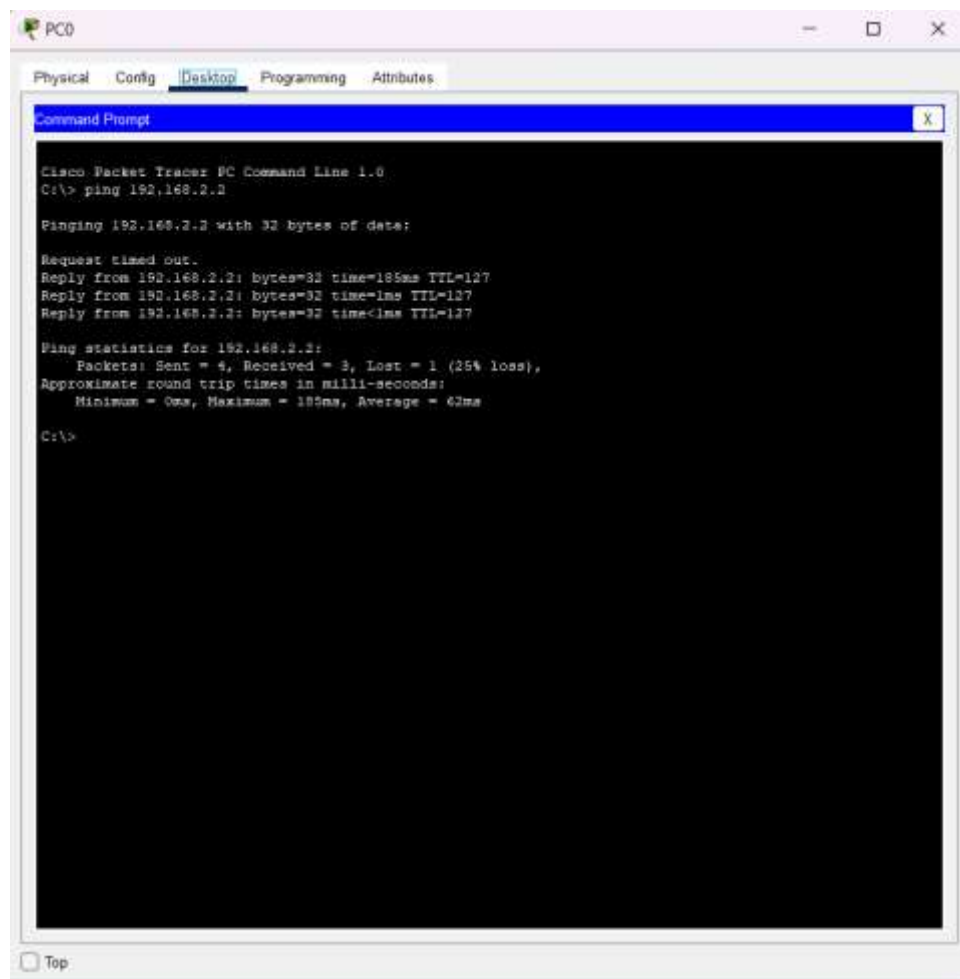 PC0
Physical Config Desktop Programming Attributes
Command Prompt
X
Cisco Packet Tracer PC Command Line 1.0
C:\> ping 192.168.2.2
Pinging 192.168.2.2 with 32 bytes of data:
Request timed out.
Reply from 192.168.2.2: bytes=32 time=185ms TTL=127
Reply from 192.168.2.2: bytes=32 time=1ms TTL=127
Reply from 192.168.2.2: bytes=32 time<1ms TTL=127
Ping statistics for 192.168.2.2:
Packets: Sent = 4, Received = 3, Lost = 1 (25% loss),
Approximate round trip times in milli-seconds:
Minimum = 0ms, Maximum = 185ms, Average = 62ms
C:\>
Top